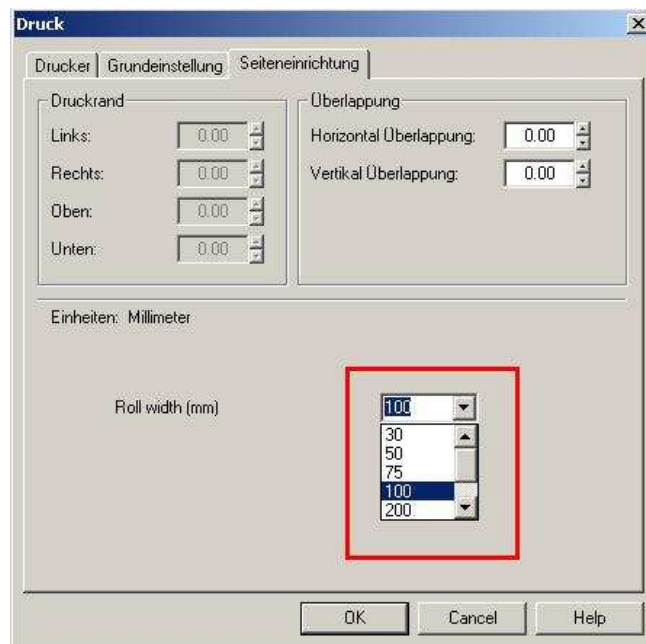 Druck
Drucker Grundeinstellung Seiteneinrichtung
Druckrand
Links: 0.00
Rechts: 0.00
Oben: 0.00
Unten: 0.00
Überlappung
Horizontal Überlappung: 0.00
Vertikal Überlappung: 0.00
Einheiten: Millimeter
Roll width (mm) 100
30
50
75
100
200
OK Cancel Help